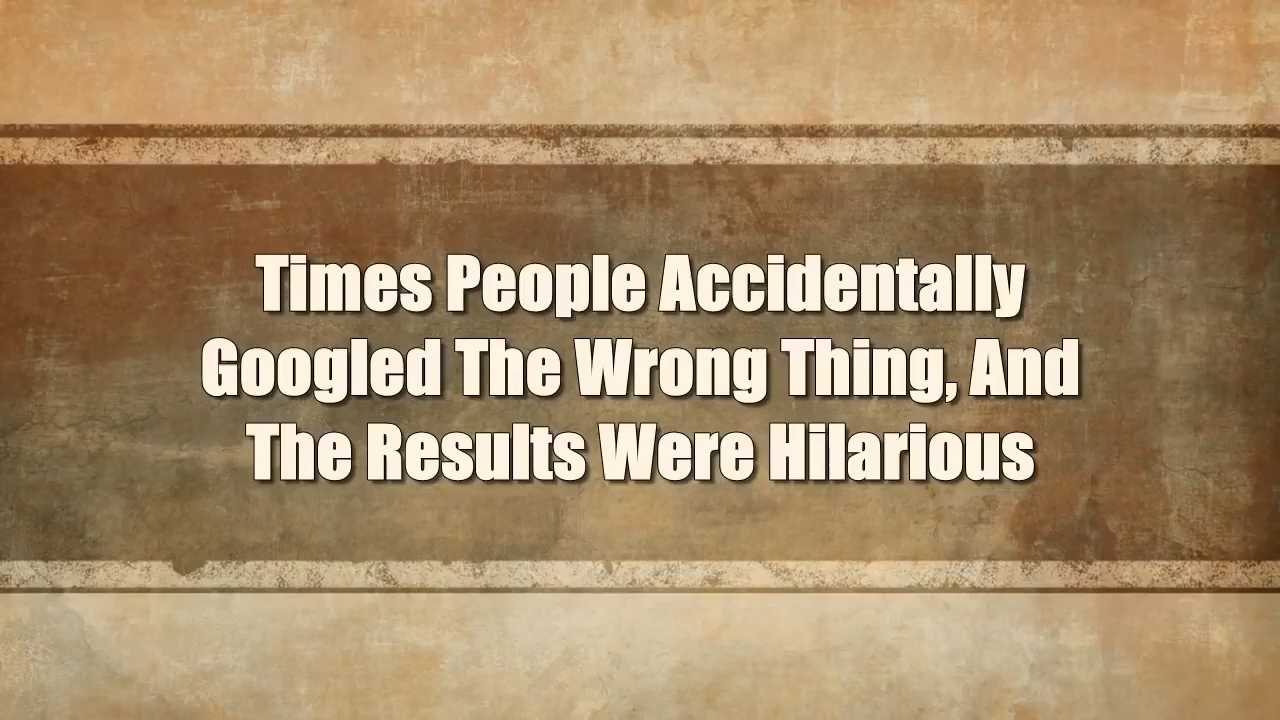 Times People Accidentally
Googled The Wrong Thing, And
The Results Were Hilarious